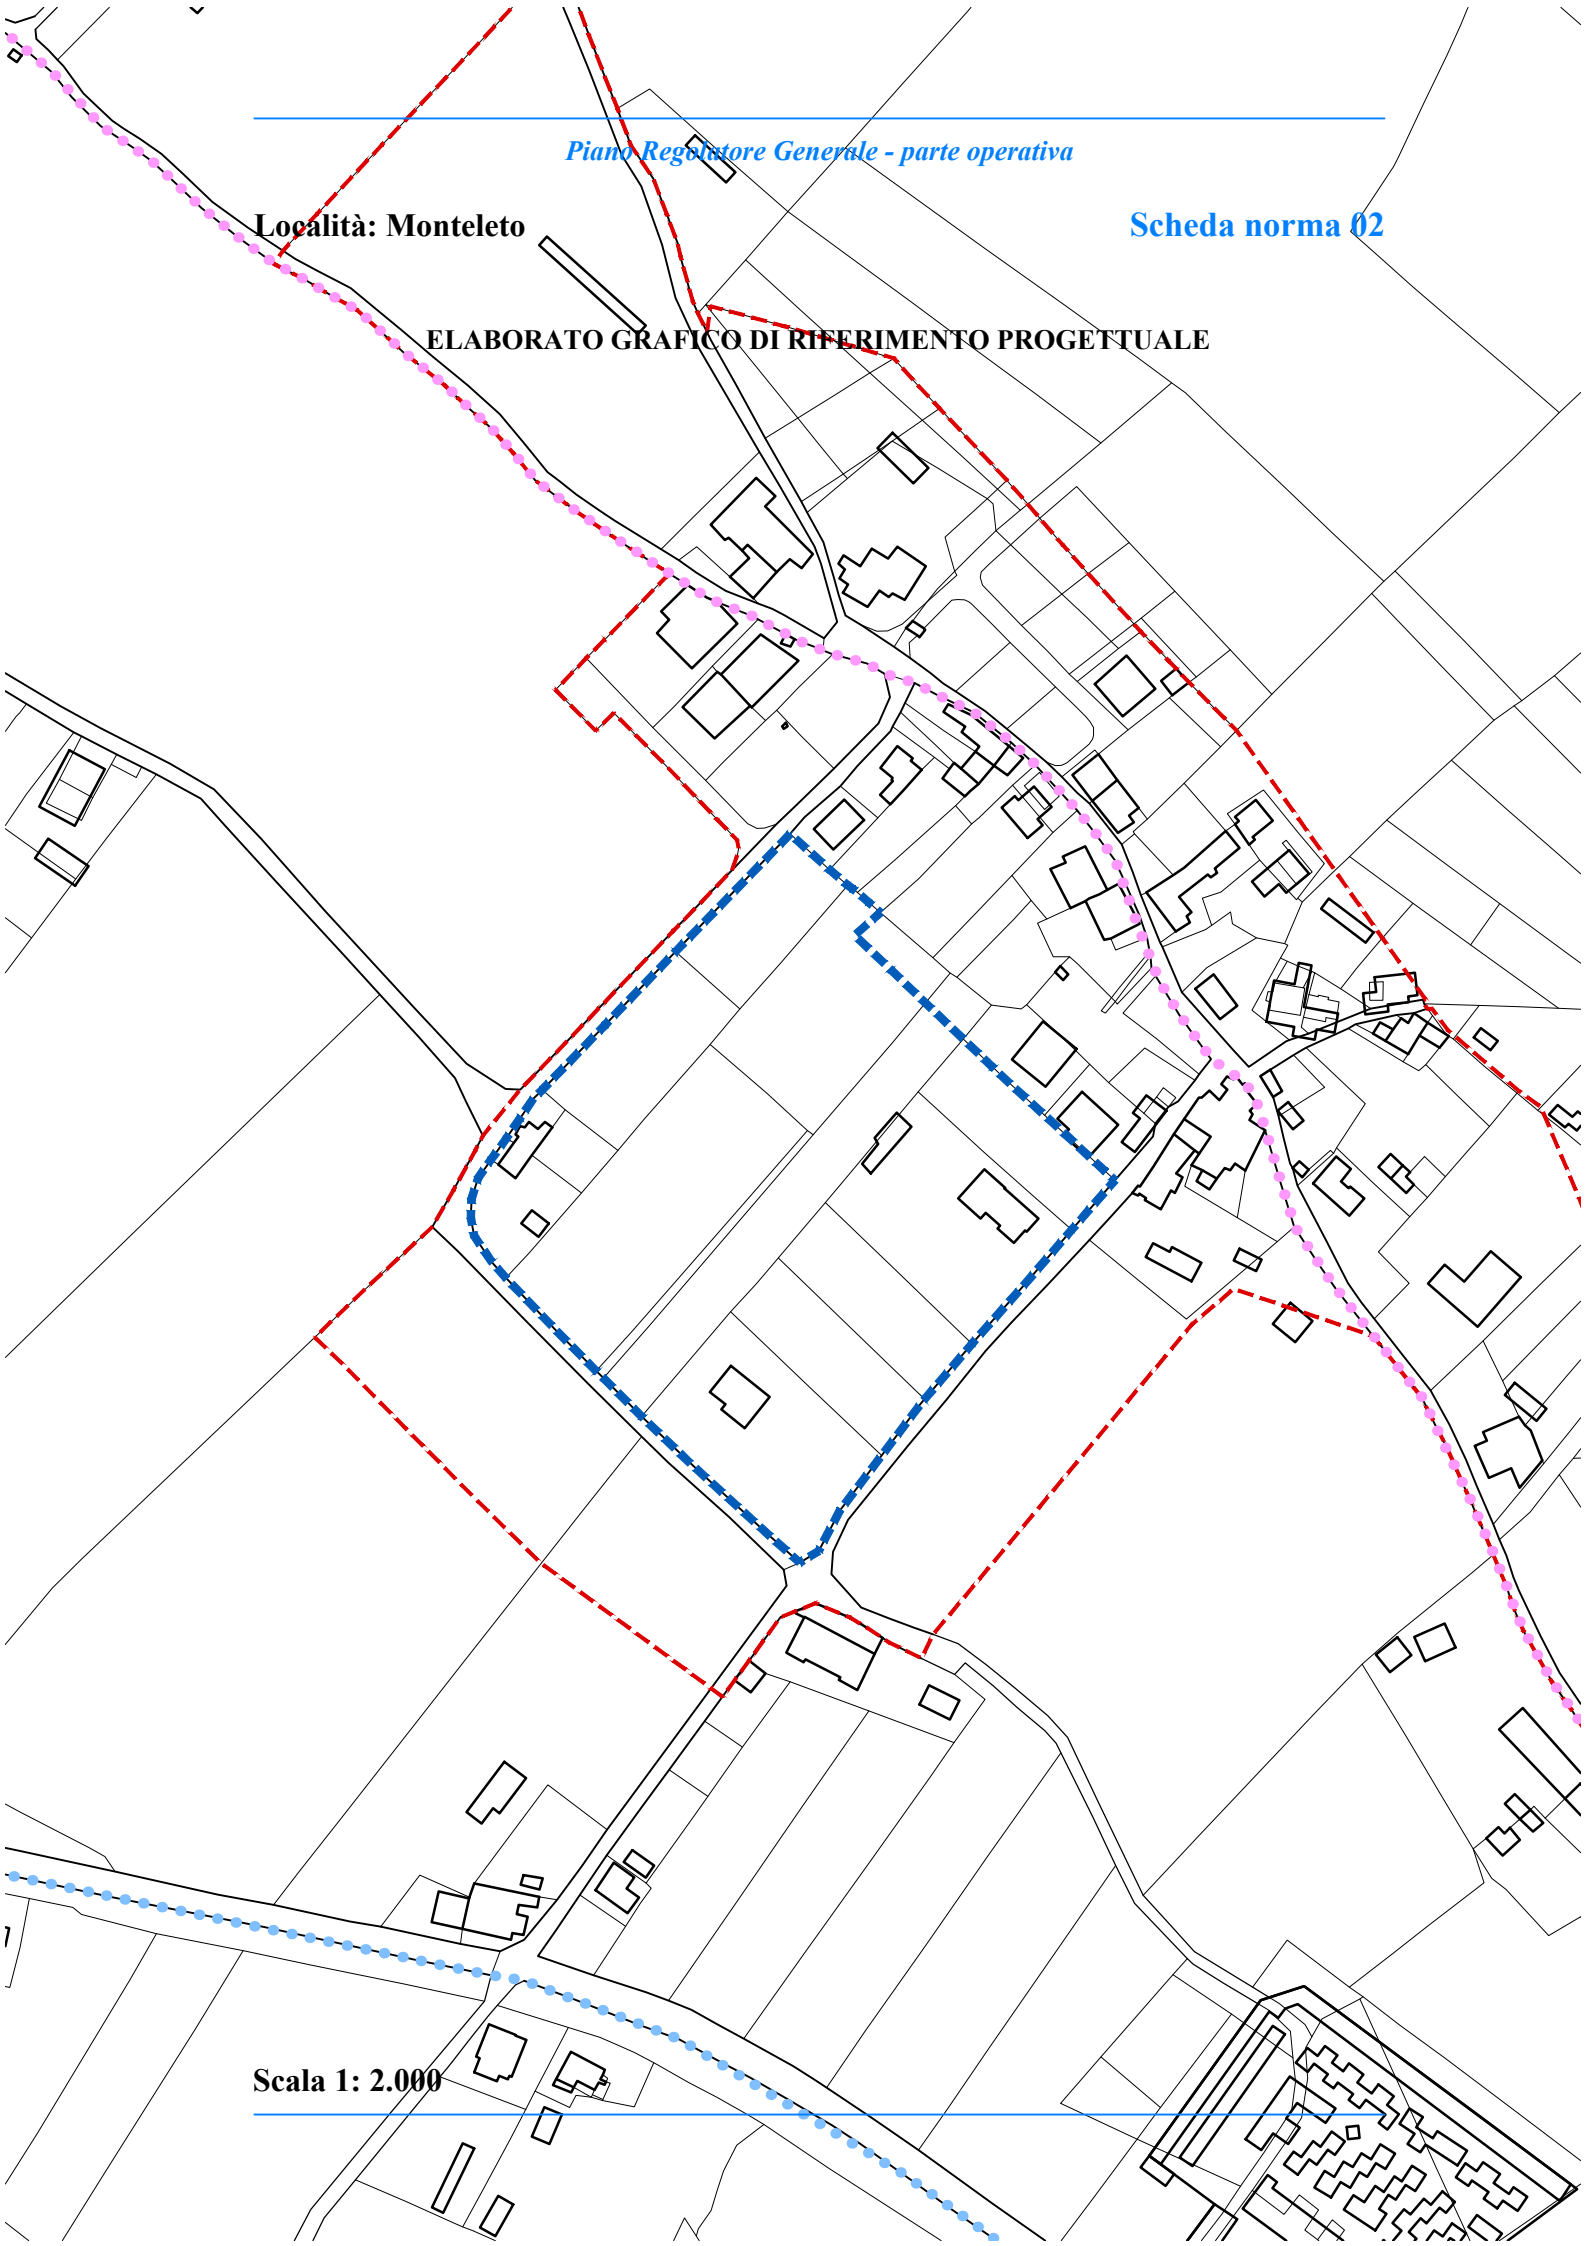 Piano Regolatore Generale - parte operativa
Località: Monteleto
Scheda norma 02
ELABORATO GRAFICO DI RIFERIMENTO PROGETTUALE
Scala 1: 2.000